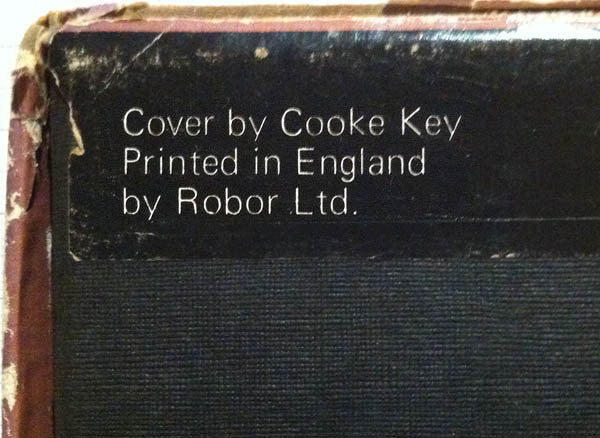 Cover by Cooke Key
Printed in England
by Robor Ltd.